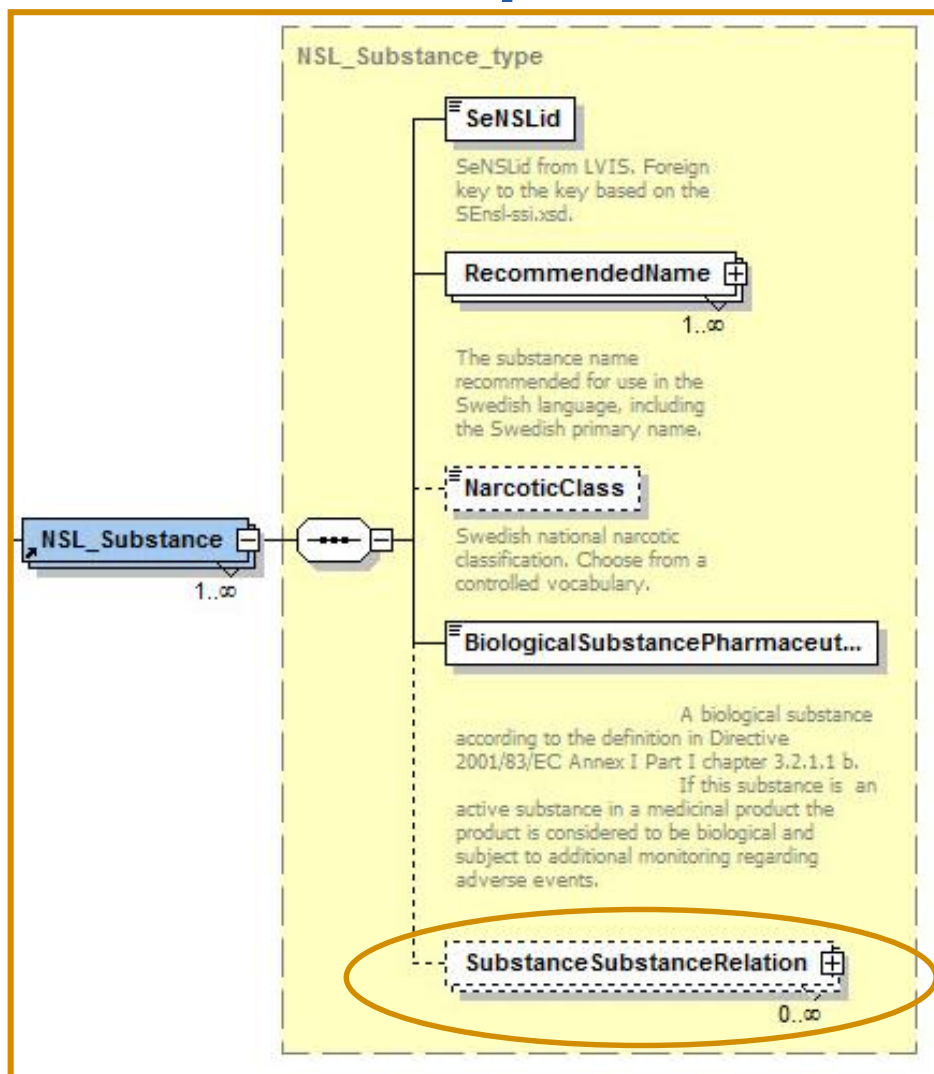 NSL_Substance_type
SeNSLid
SeNSLid from LVIS. Foreign
key to the key based on the
SEnsl-ssi.xsd.
RecommendedName
1..∞
The substance name
recommended for use in the
Swedish language, including
the Swedish primary name.
NarcoticClass
Swedish national narcotic
classification. Choose from a
controlled vocabulary.
NSL_Substance
1..∞
BiologicalSubstancePharmaceut...
A biological substance
according to the definition in Directive
2001/83/EC Annex I Part I chapter 3.2.1.1 b.
If this substance is an
active substance in a medicinal product the
product is considered to be biological and
subject to additional monitoring regarding
adverse events.
SubstanceSubstanceRelation
0..∞